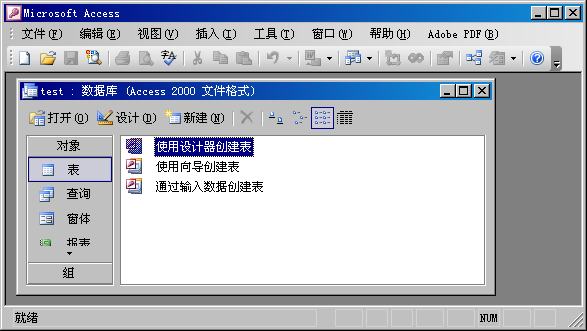 Microsoft Access
文件(F) 编辑(E) 视图(V) 插入(I) 工具(T) 窗口(W) 帮助(H) Adobe PDF(B)
test : 数据库 (Access 2000 文件格式)
打开(O) 设计(D) 新建(N)
对象
表
查询
窗体
报表
组
使用设计器创建表
使用向导创建表
通过输入数据创建表
就绪
NUM